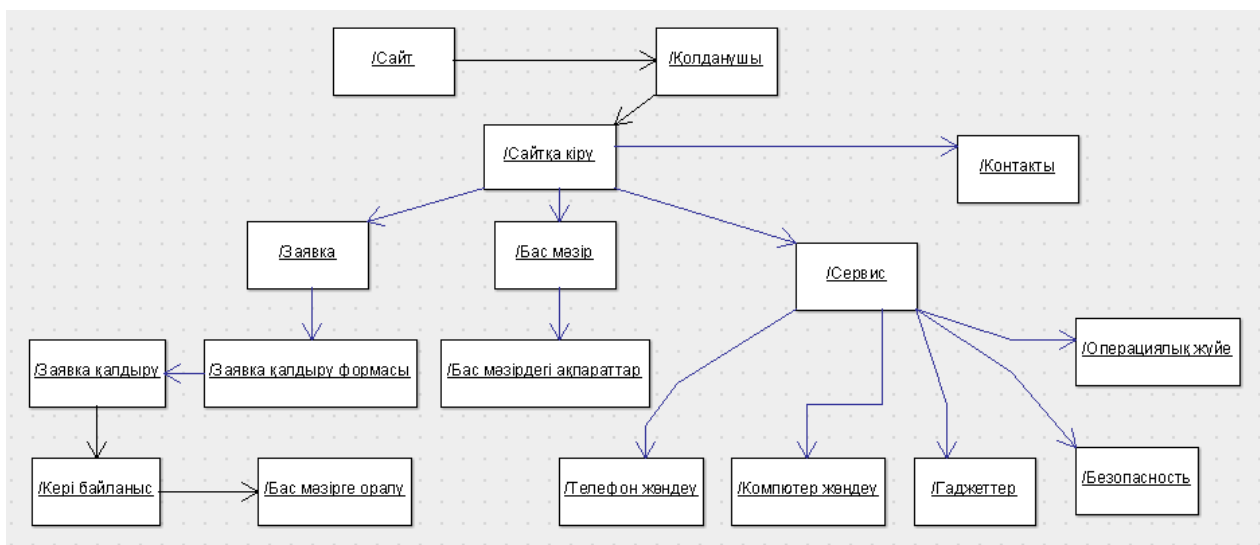 /Сайт
/Қолданушы
/Сайтқа кіру
/Контакты
/Заявка
/Бас мәзір
/Сервис
/Операциялық жүйе
/Заявка қалдыру
/Заявка қалдыру формасы
/Бас мәзірдегі ақпараттар
/Кері байланыс
/Бас мәзірге оралу
/Телефон жөндеу
/Компютер жөндеу
/Гаджеттер
/Безопасность